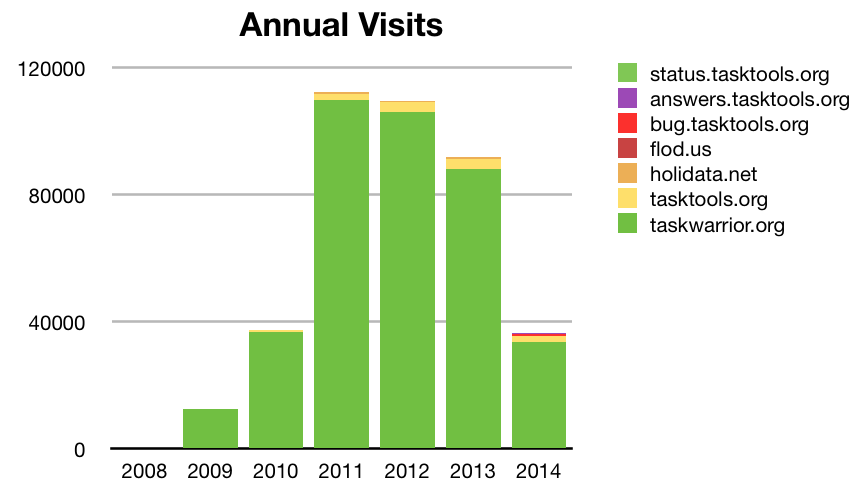 Annual Visits
120000
80000
40000
0
2008 2009 2010 2011 2012 2013 2014
status.tasktools.org
answers.tasktools.org
bug.tasktools.org
flod.us
holidata.net
tasktools.org
taskwarrior.org